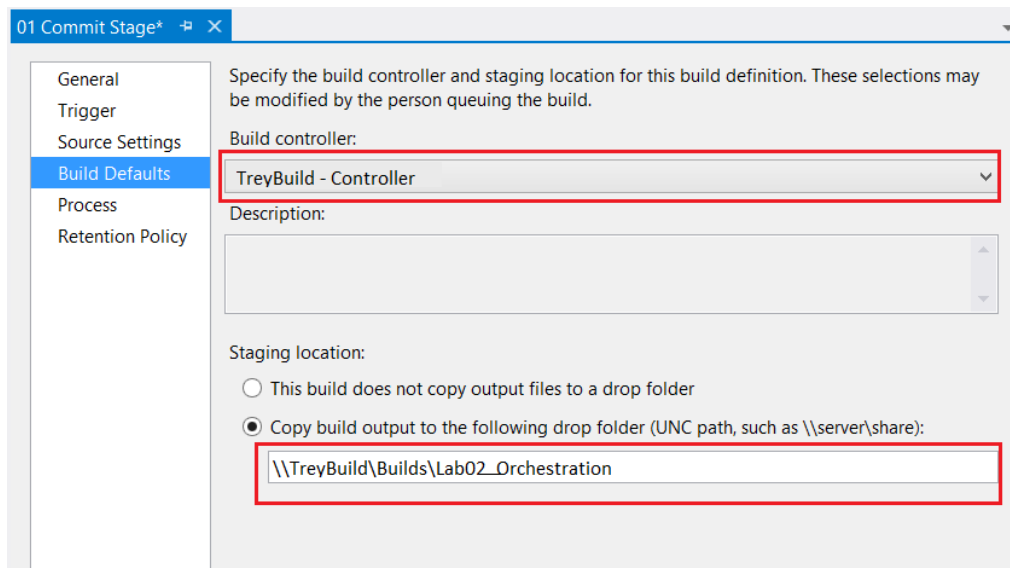 01 Commit Stage*
General
Trigger
Source Settings
Build Defaults
Process
Retention Policy
Specify the build controller and staging location for this build definition. These selections may
be modified by the person queuing the build.
Build controller:
TreyBuild - Controller
Description:
Staging location:
This build does not copy output files to a drop folder
Copy build output to the following drop folder (UNC path, such as \\server\share):
\\TreyBuild\Builds\Lab02_Orchestration